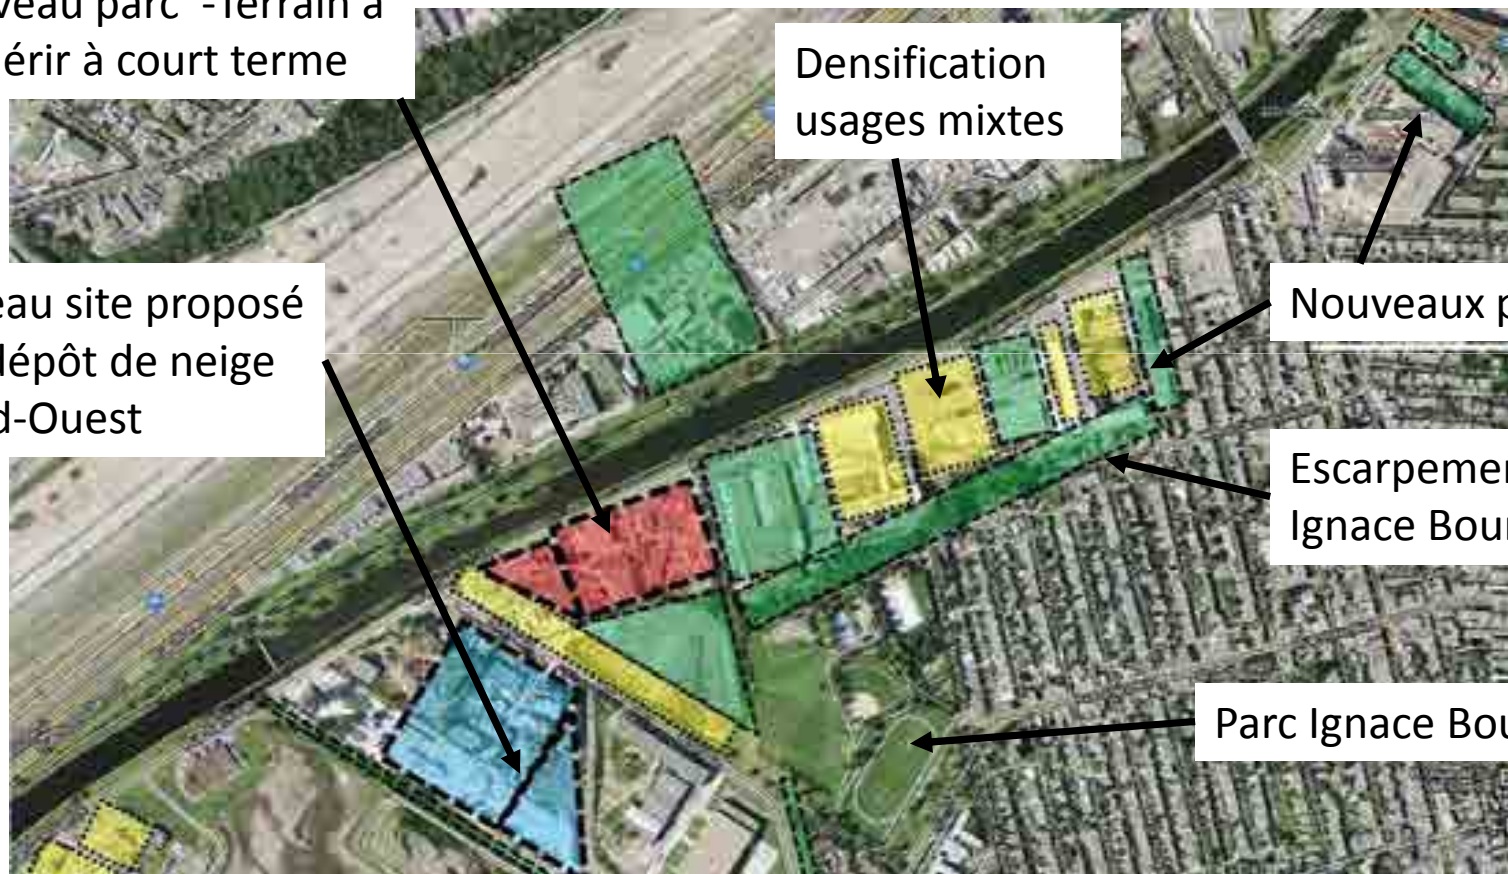 veau parc -Terrain à
érir à court terme
Densification
usages mixtes
eau site proposé
dépôt de neige
d-Ouest
Nouveaux p
Escarpemen
Ignace Bou
Parc Ignace Bou